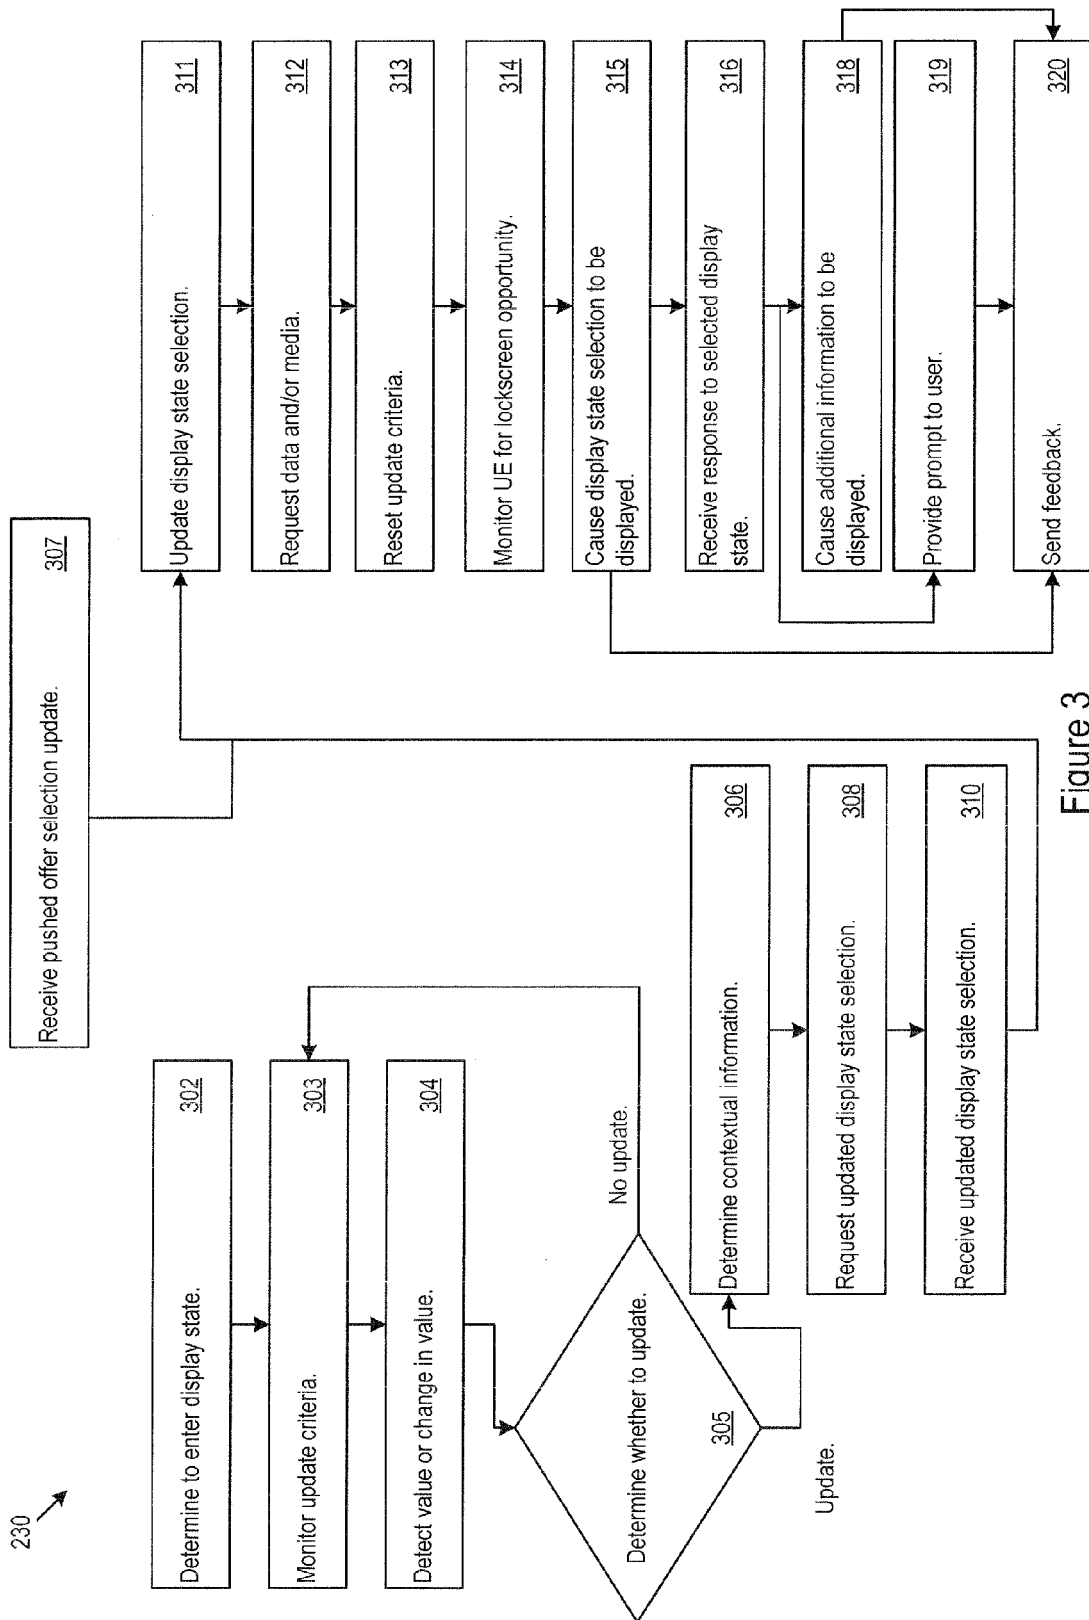 230
Determine to enter display state.
302
Monitor update criteria.
303
Detect value or change in value.
304
Determine whether to update.
305
No update.
Update.
Determine contextual information.
306
Request updated display state selection.
308
Receive updated display state selection.
310
Receive pushed offer selection update.
307
Update display state selection.
311
Request data and/or media.
312
Reset update criteria.
313
Monitor UE for lockscreen opportunity.
314
Cause display state selection to be
displayed.
315
Receive response to selected display
state.
316
Cause additional information to be
displayed.
318
Provide prompt to user.
319
Send feedback.
320
Figure 3